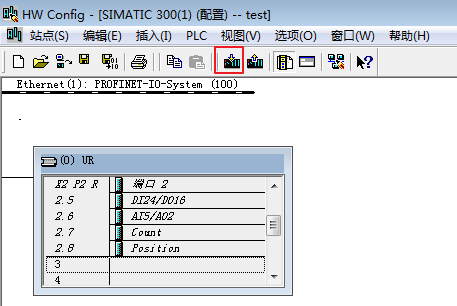 HW Config - [SIMATIC 300(1) (配置) -- test]
站点(S) 编辑(E) 插入(I) PLC 视图(V) 选项(O) 窗口(W) 帮助(H)
Ethernet(1): PROFINET-IO-System (100)
(0) UR
X2 P2 R 端口 2
2.5 DI24/DO16
2.6 AI5/AO2
2.7 Count
2.8 Position
3
4